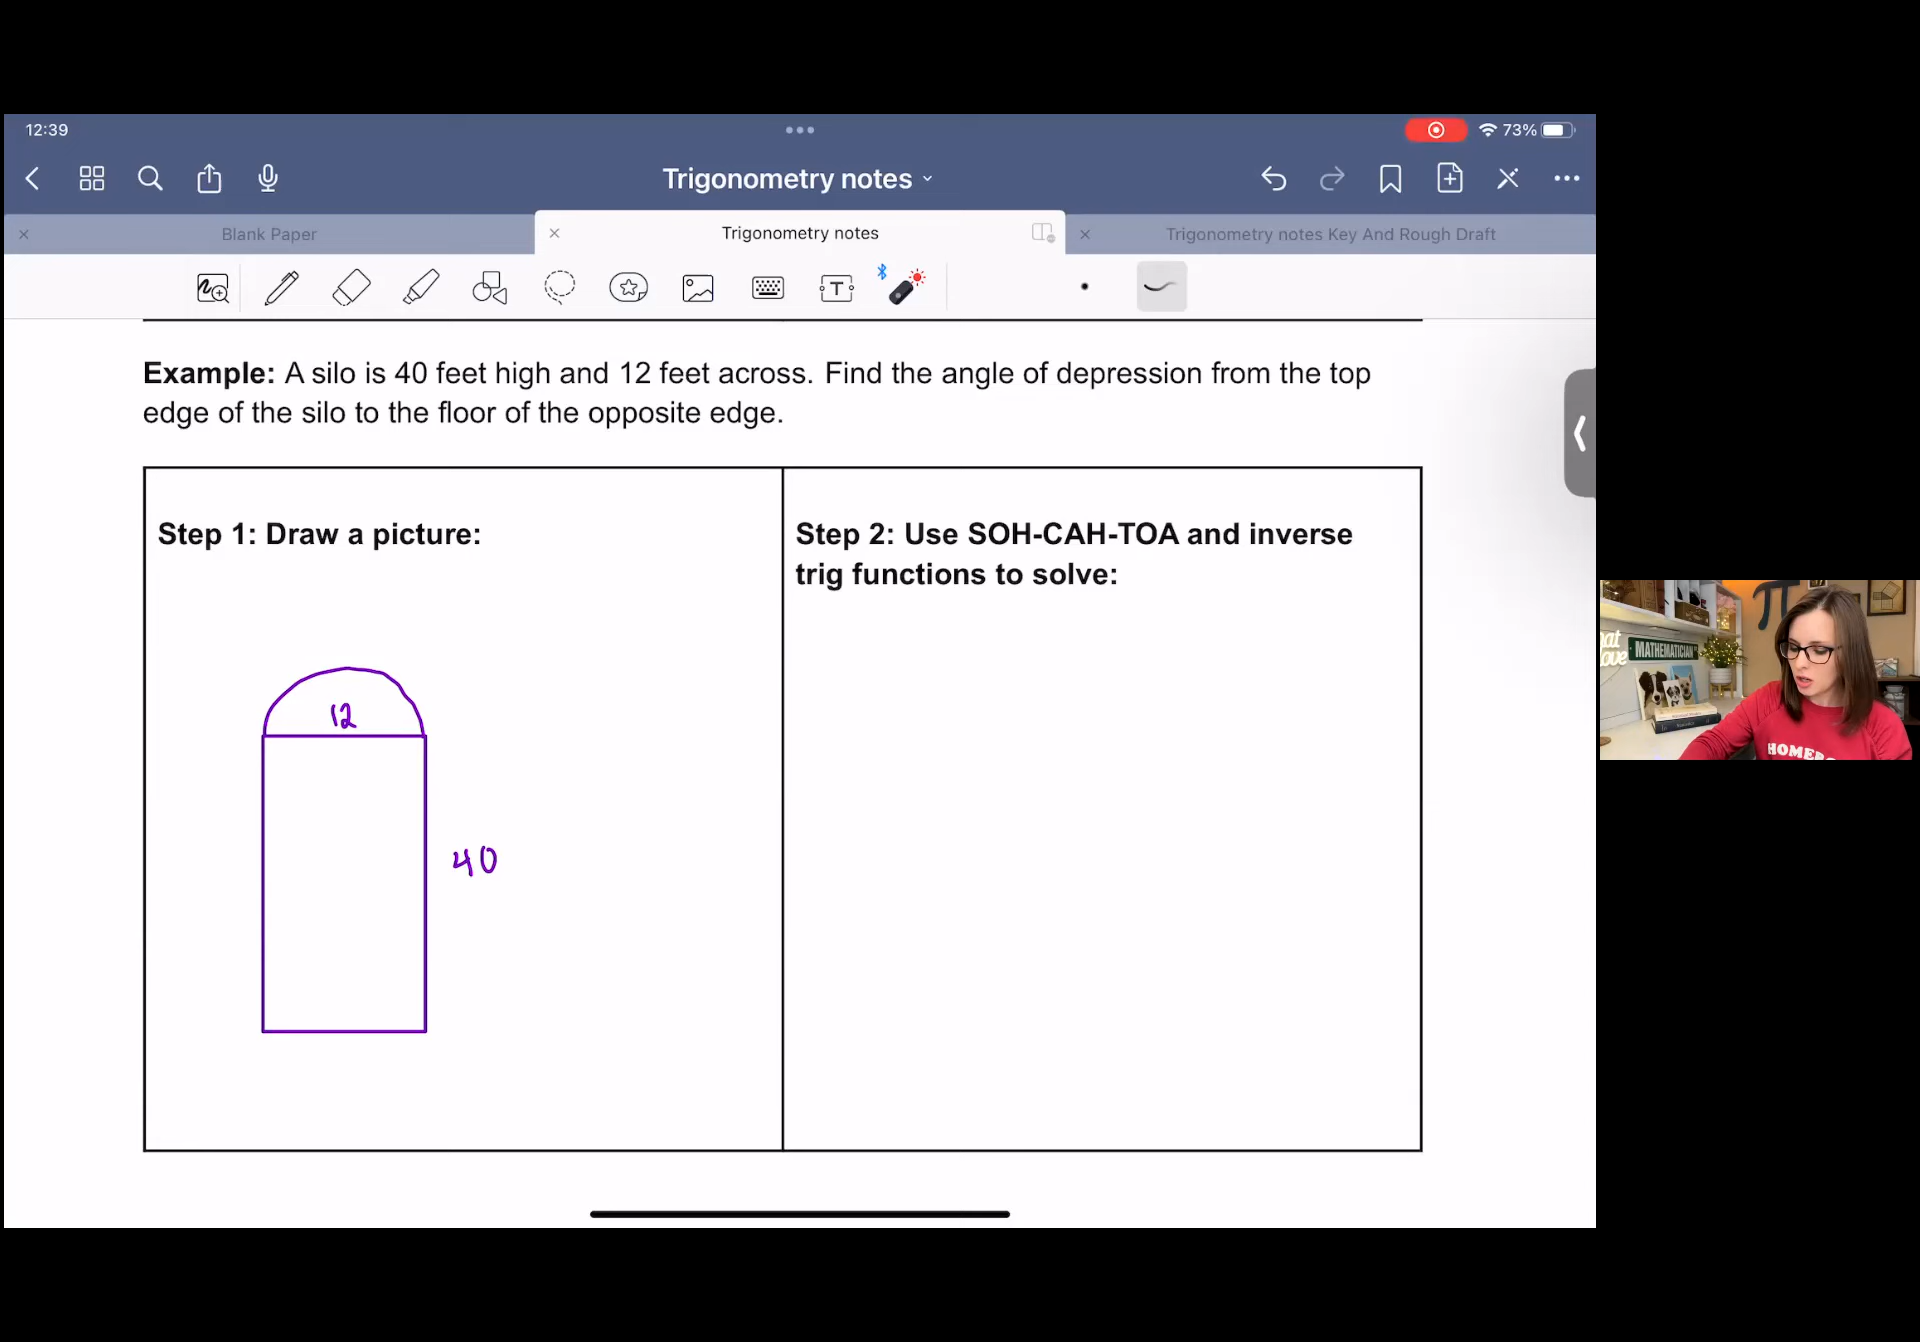 12:39
73%
Trigonometry notes
Blank Paper
Trigonometry notes
Trigonometry notes Key And Rough Draft
T
Example: A silo is 40 feet high and 12 feet across. Find the angle of depression from the top
edge of the silo to the floor of the opposite edge.
Step 1: Draw a picture:
Step 2: Use SOH-CAH-TOA and inverse
trig functions to solve:
12
40
π
MATHEMATICIAN